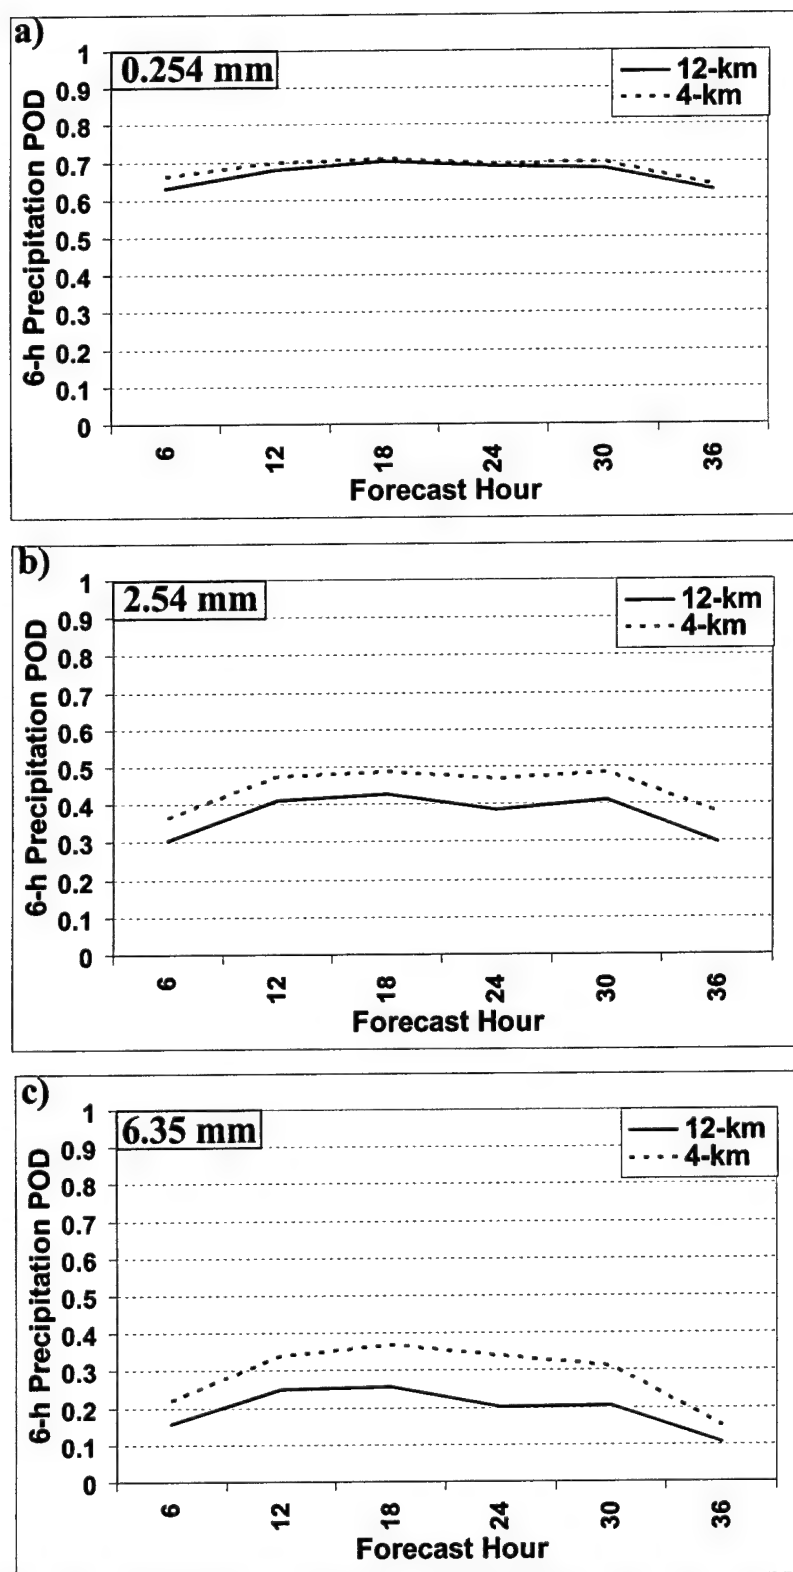 a)
0.254 mm
12-km
4-km
6-h Precipitation POD
1
0.9
0.8
0.7
0.6
0.5
0.4
0.3
0.2
0.1
0
6
12
18
24
30
36
Forecast Hour
b)
2.54 mm
12-km
4-km
6-h Precipitation POD
1
0.9
0.8
0.7
0.6
0.5
0.4
0.3
0.2
0.1
0
6
12
18
24
30
36
Forecast Hour
c)
6.35 mm
12-km
4-km
6-h Precipitation POD
1
0.9
0.8
0.7
0.6
0.5
0.4
0.3
0.2
0.1
0
6
12
18
24
30
36
Forecast Hour